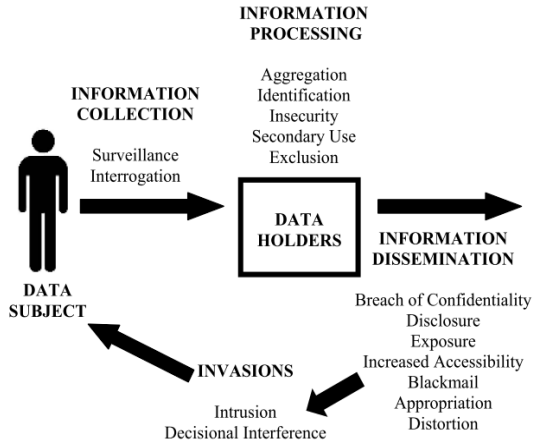 INFORMATION
PROCESSING
Aggregation
Identification
Insecurity
Secondary Use
Exclusion
INFORMATION
COLLECTION
Surveillance
Interrogation
DATA
HOLDERS
DATA
SUBJECT
INFORMATION
DISSEMINATION
Breach of Confidentiality
Disclosure
Exposure
Increased Accessibility
Blackmail
Appropriation
Distortion
INVASIONS
Intrusion
Decisional Interference